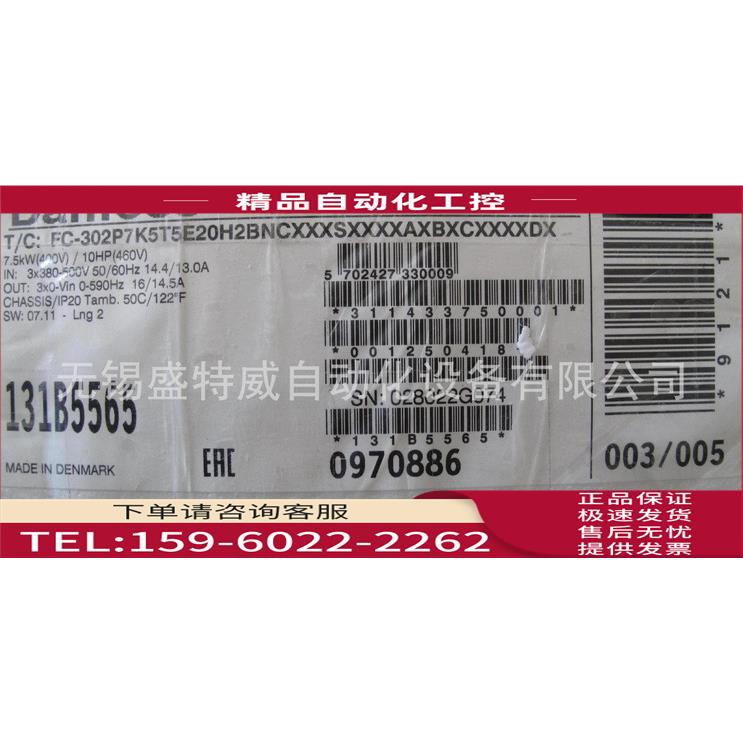 精品自动化工控
Danfoss
T/C: FC-302P7K5T5E20H2BNCXXXSXXXXAXBXCXXXXDX
7.5kW(400V) / 10HP(460V)
IN: 3x380-500V 50/60Hz 14.4/13.0A
OUT: 3x0-Vin 0-590Hz 16/14.5A
CHASSIS/IP20 Tamb. 50C/122°F
SW: 07.11 - Lng 2
5 702427 330009
*3114337500001*
*001250418
无锡盛特威自动化设备有限公司
131B5565
*131B5565*
MADE IN DENMARK
EAC
0970886
*9121*
003/005
下单请咨询客服
TEL:159-6022-2262
正品保证
极速发货
售后无忧
提供发票